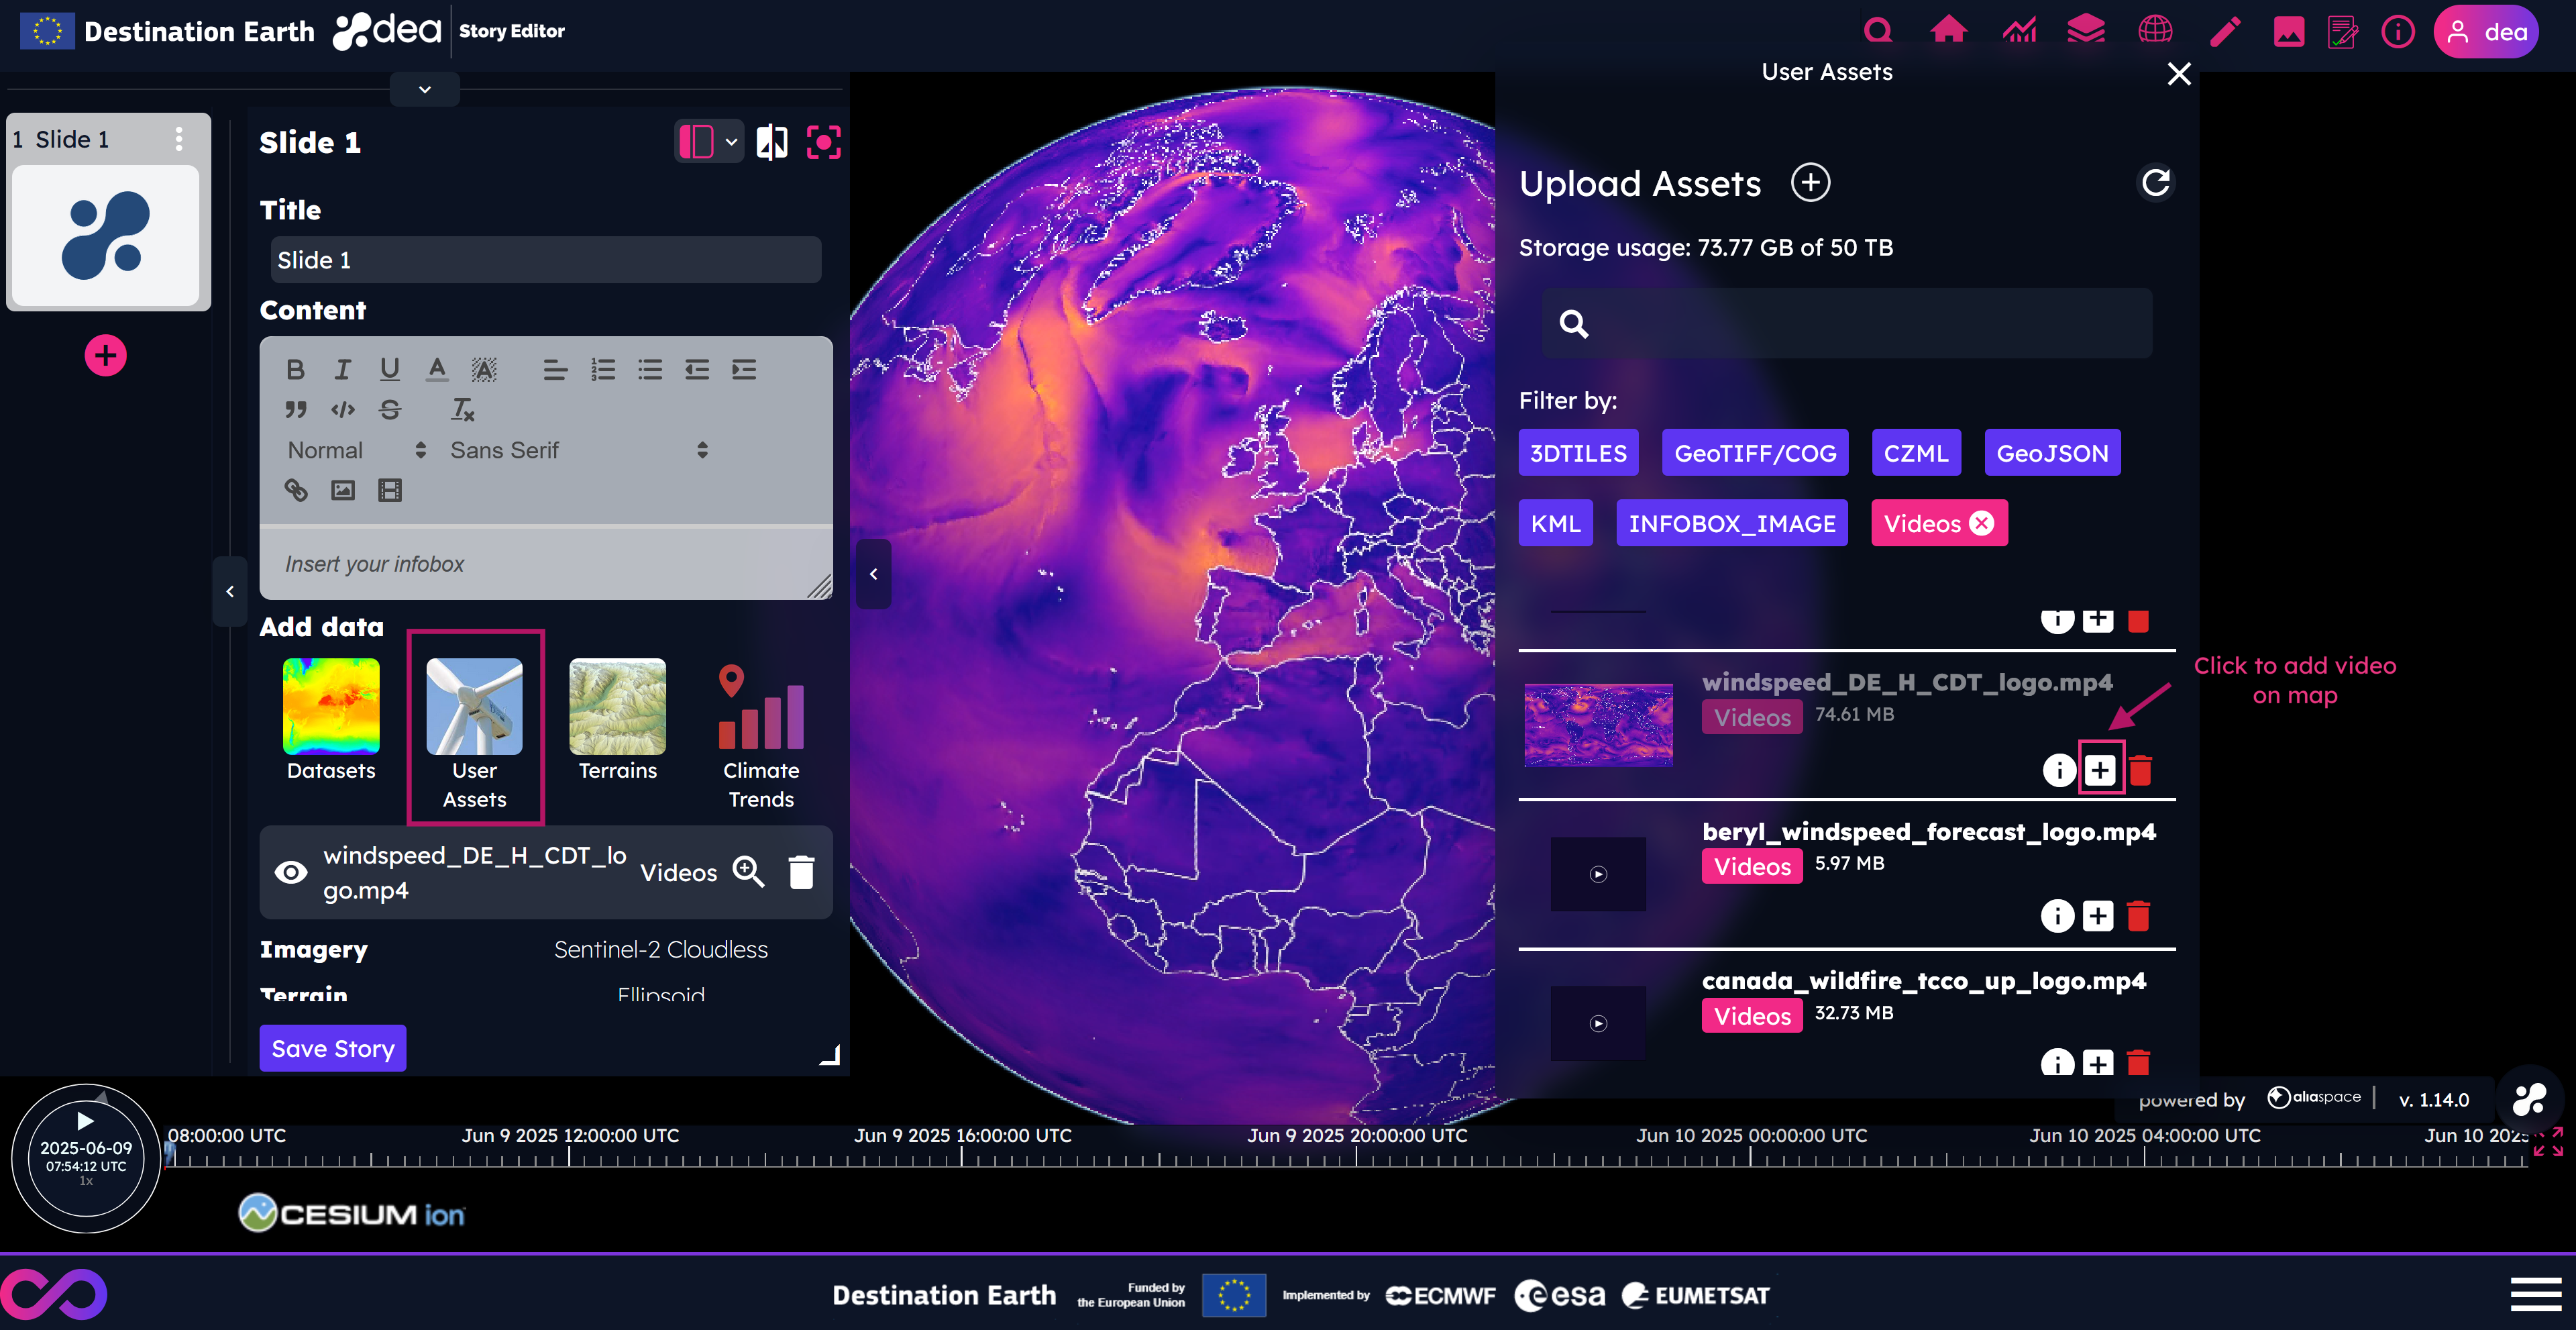 Destination Earth dea Story Editor
dea
1 Slide 1
Slide 1
Title
Slide 1
Content
B I U A A
Normal Sans Serif
Insert your infobox
Add data
Datasets
User
Assets
Terrains
Climate
Trends
windspeed_DE_H_CDT_lo
go.mp4
Videos
Imagery Sentinel-2 Cloudless
Terrain Ellipsoid
Save Story
User Assets
Upload Assets
Storage usage: 73.77 GB of 50 TB
Filter by:
3DTILES GeoTIFF/COG CZML GeoJSON
KML INFOBOX_IMAGE Videos
windspeed_DE_H_CDT_logo.mp4
Videos 74.61 MB
Click to add video
on map
beryl_windspeed_forecast_logo.mp4
Videos 5.97 MB
canada_wildfire_tcco_up_logo.mp4
Videos 32.73 MB
powered by aliaspace | v. 1.14.0
2025-06-09
07:54:12 UTC
1x
08:00:00 UTC Jun 9 2025 12:00:00 UTC Jun 9 2025 16:00:00 UTC Jun 9 2025 20:00:00 UTC Jun 10 2025 00:00:00 UTC Jun 10 2025 04:00:00 UTC Jun 10 2025
CESIUM ion
Destination Earth
Funded by
the European Union
Implemented by ECMWF esa EUMETSAT